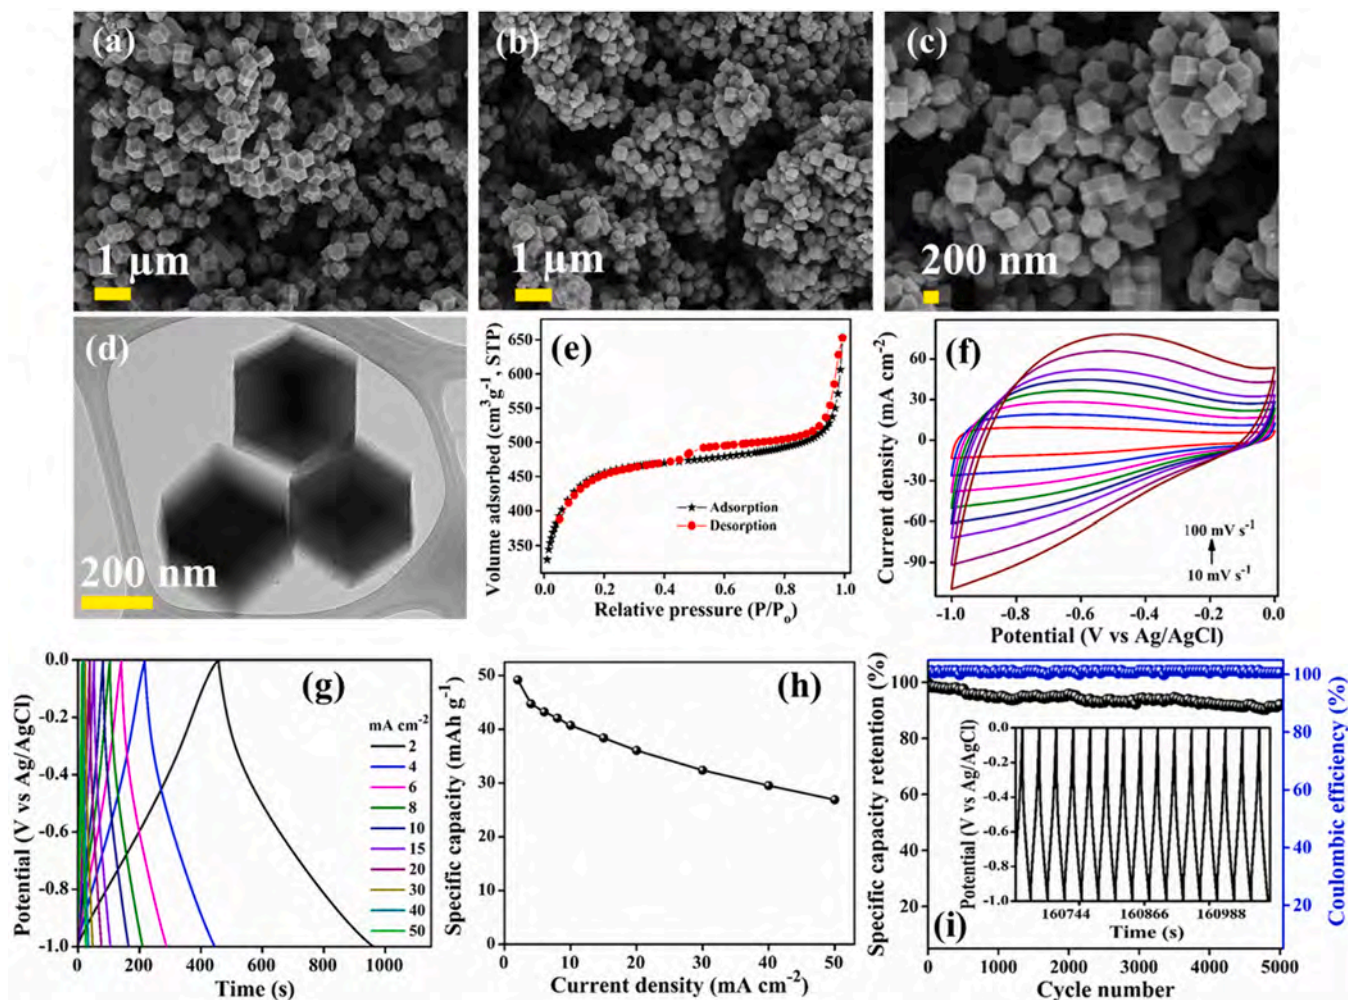 (a)
1 μm
(b)
1 μm
(c)
200 nm
(d)
200 nm
(e)
Volume adsorbed (cm³g⁻¹, STP)
650
600
550
500
450
400
350
Adsorption
Desorption
0.0 0.2 0.4 0.6 0.8 1.0
Relative pressure (P/Pₒ)
(f)
Current density (mA cm⁻²)
60
30
0
-30
-60
-90
100 mV s⁻¹
10 mV s⁻¹
-1.0 -0.8 -0.6 -0.4 -0.2 0.0
Potential (V vs Ag/AgCl)
(g)
Potential (V vs Ag/AgCl)
0.0
-0.2
-0.4
-0.6
-0.8
-1.0
mA cm⁻²
2
4
6
8
10
15
20
30
40
50
0 200 400 600 800 1000
Time (s)
(h)
Specific capacity (mAh g⁻¹)
50
40
30
20
10
0
0 10 20 30 40 50
Current density (mA cm⁻²)
(i)
Specific capacity retention (%)
100
80
60
40
20
Coulombic efficiency (%)
100
80
60
40
20
Potential (V vs Ag/AgCl)
0.0
-0.2
-0.4
-0.6
-0.8
-1.0
160744 160866 160988
Time (s)
0 1000 2000 3000 4000 5000
Cycle number